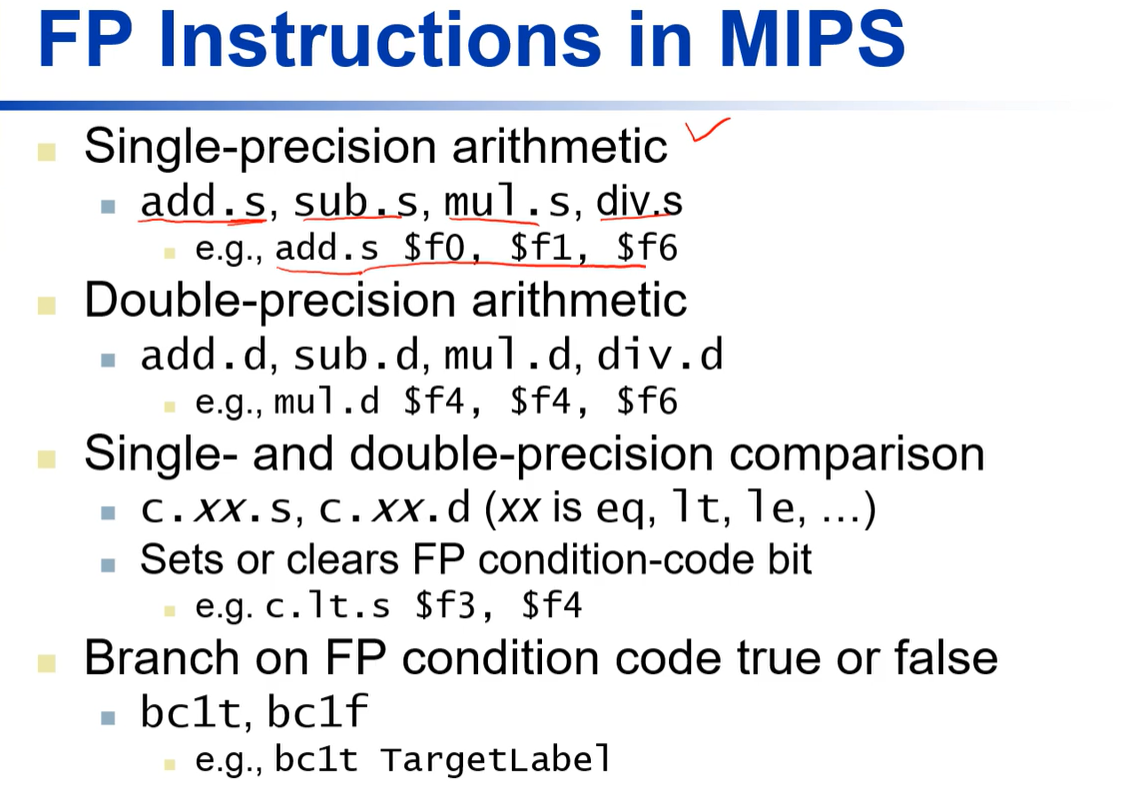 FP Instructions in MIPS
Single-precision arithmetic
add.s, sub.s, mul.s, div.s
e.g., add.s $f0, $f1, $f6
Double-precision arithmetic
add.d, sub.d, mul.d, div.d
e.g., mul.d $f4, $f4, $f6
Single- and double-precision comparison
c.xx.s, c.xx.d (xx is eq, lt, le, …)
Sets or clears FP condition-code bit
e.g. c.lt.s $f3, $f4
Branch on FP condition code true or false
bc1t, bc1f
e.g., bc1t TargetLabel